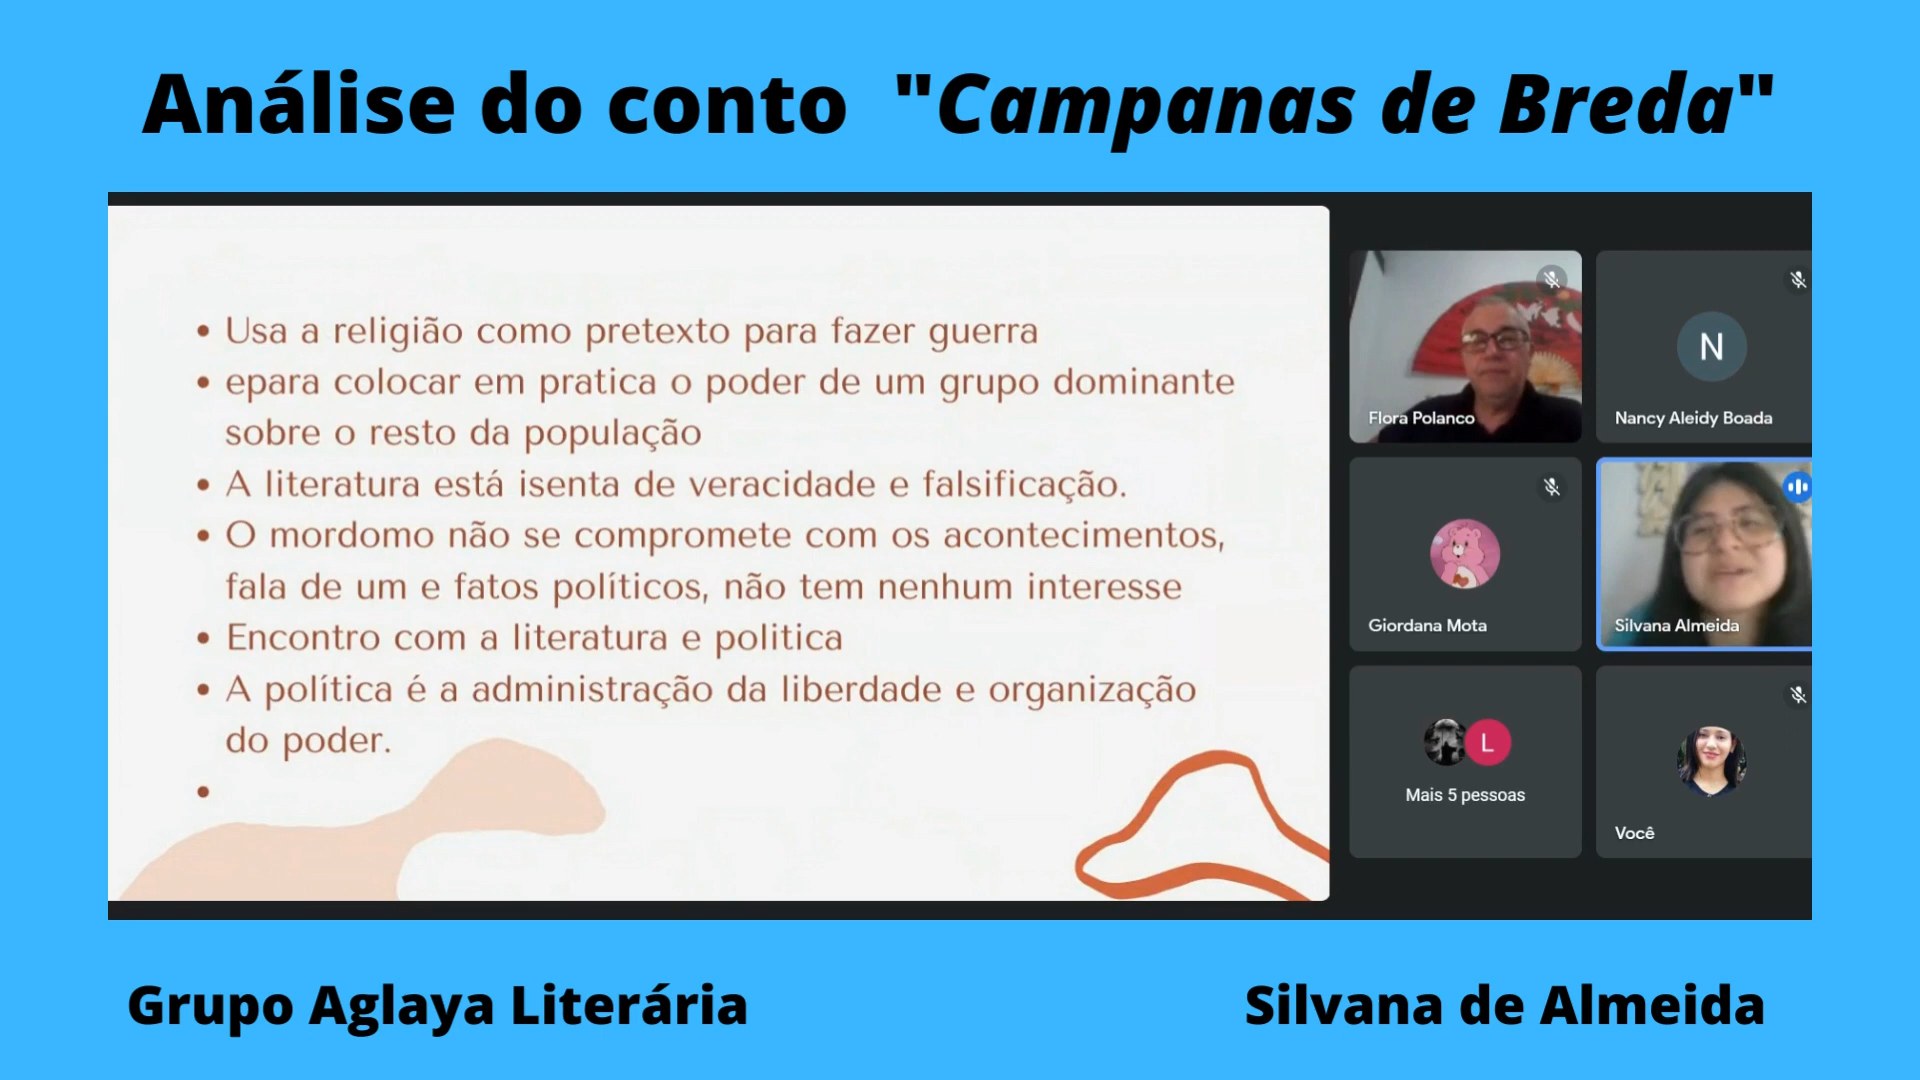 Análise do conto "Campanas de Breda"
• Usa a religião como pretexto para fazer guerra
• epara colocar em pratica o poder de um grupo dominante
sobre o resto da população
• A literatura está isenta de veracidade e falsificação.
• O mordomo não se compromete com os acontecimentos,
fala de um e fatos políticos, não tem nenhum interesse
• Encontro com a literatura e politica
• A política é a administração da liberdade e organização
do poder.
•
Flora Polanco
N
Nancy Aleidy Boada
Giordana Mota
Silvana Almeida
L
Mais 5 pessoas
Você
Grupo Aglaya Literária
Silvana de Almeida